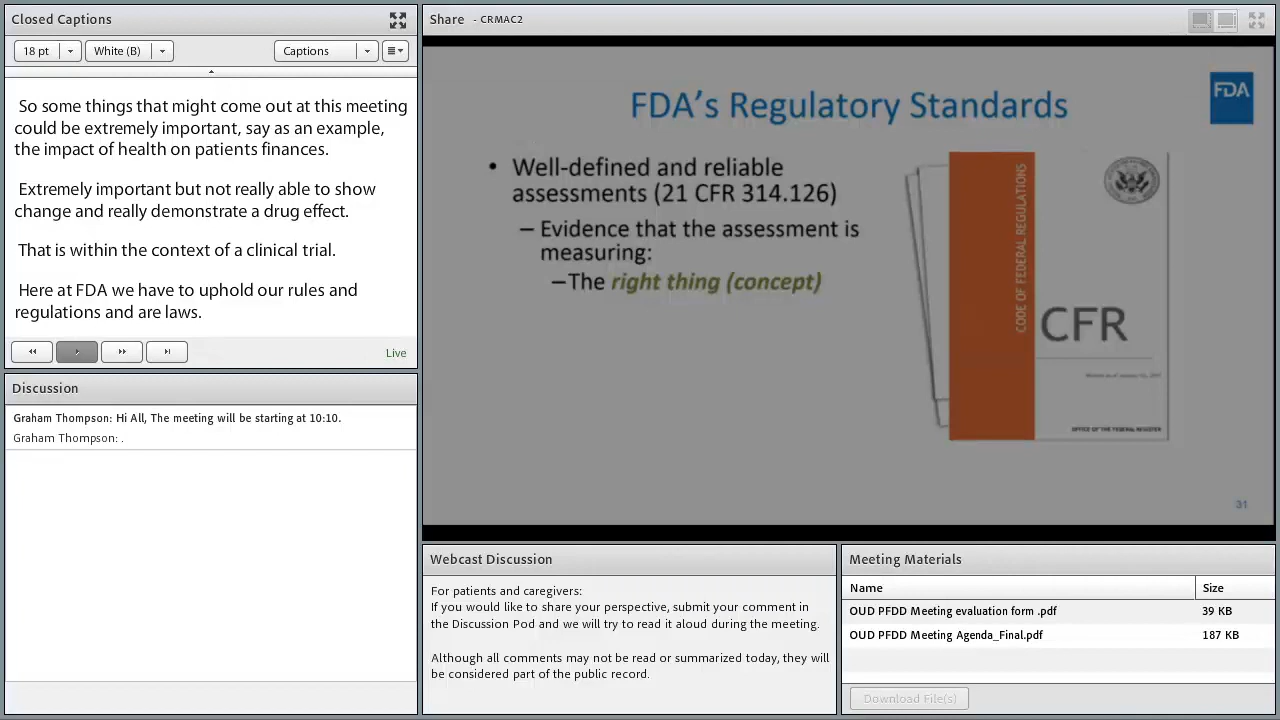 Closed Captions
18 pt
White (B)
Captions
So some things that might come out at this meeting
could be extremely important, say as an example,
the impact of health on patients finances.
Extremely important but not really able to show
change and really demonstrate a drug effect.
That is within the context of a clinical trial.
Here at FDA we have to uphold our rules and
regulations and are laws.
Live
Discussion
Graham Thompson: Hi All, The meeting will be starting at 10:10.
Graham Thompson: .
Share - CRMAC2
FDA's Regulatory Standards
FDA
• Well-defined and reliable
assessments (21 CFR 314.126)
– Evidence that the assessment is
measuring:
–The right thing (concept)
CODE OF FEDERAL REGULATIONS
CFR
OFFICE OF THE FEDERAL REGISTER
31
Webcast Discussion
For patients and caregivers:
If you would like to share your perspective, submit your comment in
the Discussion Pod and we will try to read it aloud during the meeting.
Although all comments may not be read or summarized today, they will
be considered part of the public record.
Meeting Materials
Name Size
OUD PFDD Meeting evaluation form .pdf 39 KB
OUD PFDD Meeting Agenda_Final.pdf 187 KB
Download File(s)